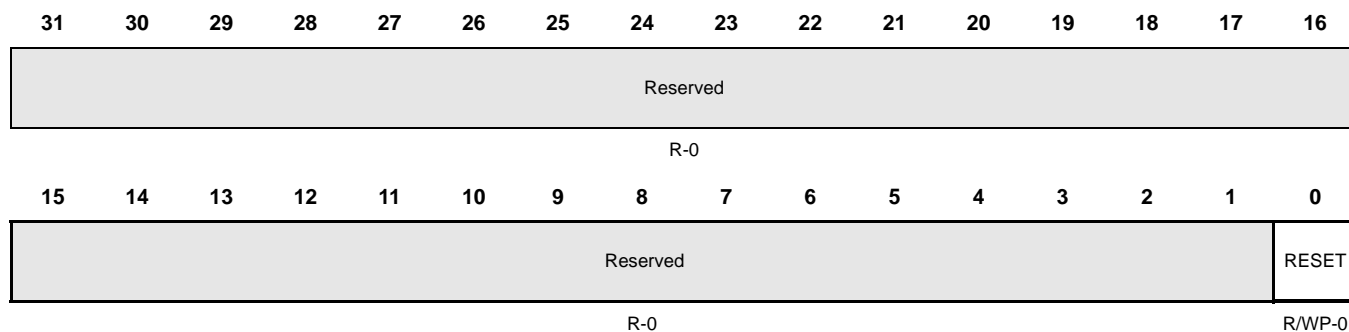 31 30 29 28 27 26 25 24 23 22 21 20 19 18 17 16
Reserved
R-0
15 14 13 12 11 10 9 8 7 6 5 4 3 2 1 0
Reserved RESET
R-0 R/WP-0